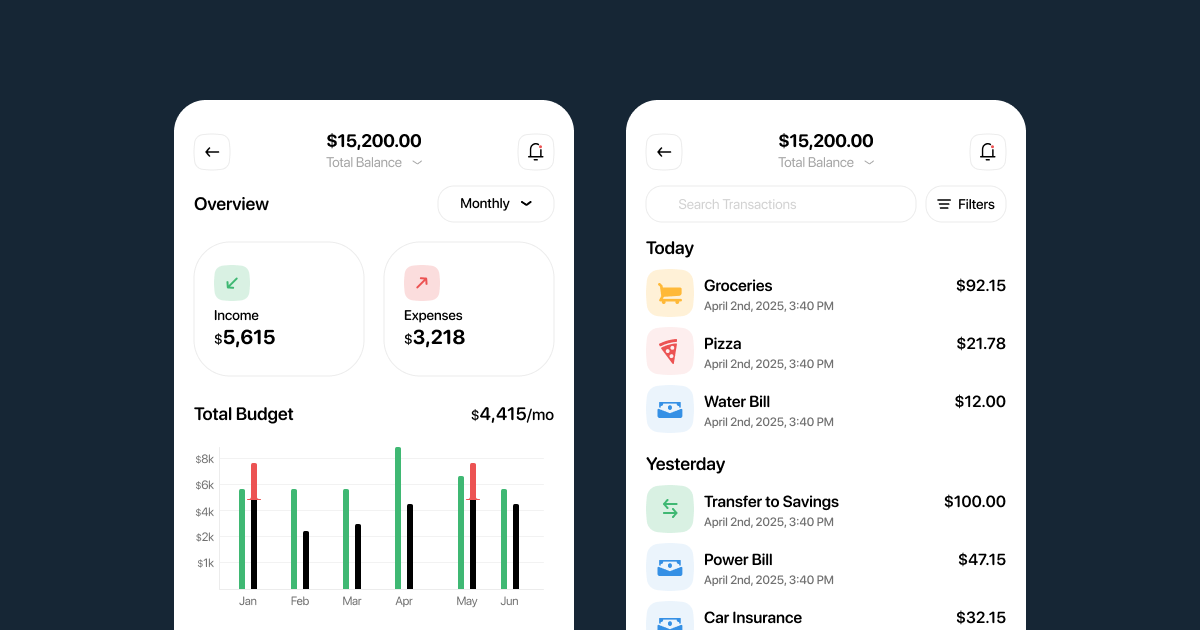 $15,200.00
Total Balance
Overview
Monthly
Income
$5,615
Expenses
$3,218
Total Budget
$4,415/mo
$8k
$6k
$4k
$2k
$1k
Jan Feb Mar Apr May Jun
$15,200.00
Total Balance
Search Transactions
Filters
Today
Groceries $92.15
April 2nd, 2025, 3:40 PM
Pizza $21.78
April 2nd, 2025, 3:40 PM
Water Bill $12.00
April 2nd, 2025, 3:40 PM
Yesterday
Transfer to Savings $100.00
April 2nd, 2025, 3:40 PM
Power Bill $47.15
April 2nd, 2025, 3:40 PM
Car Insurance $32.15